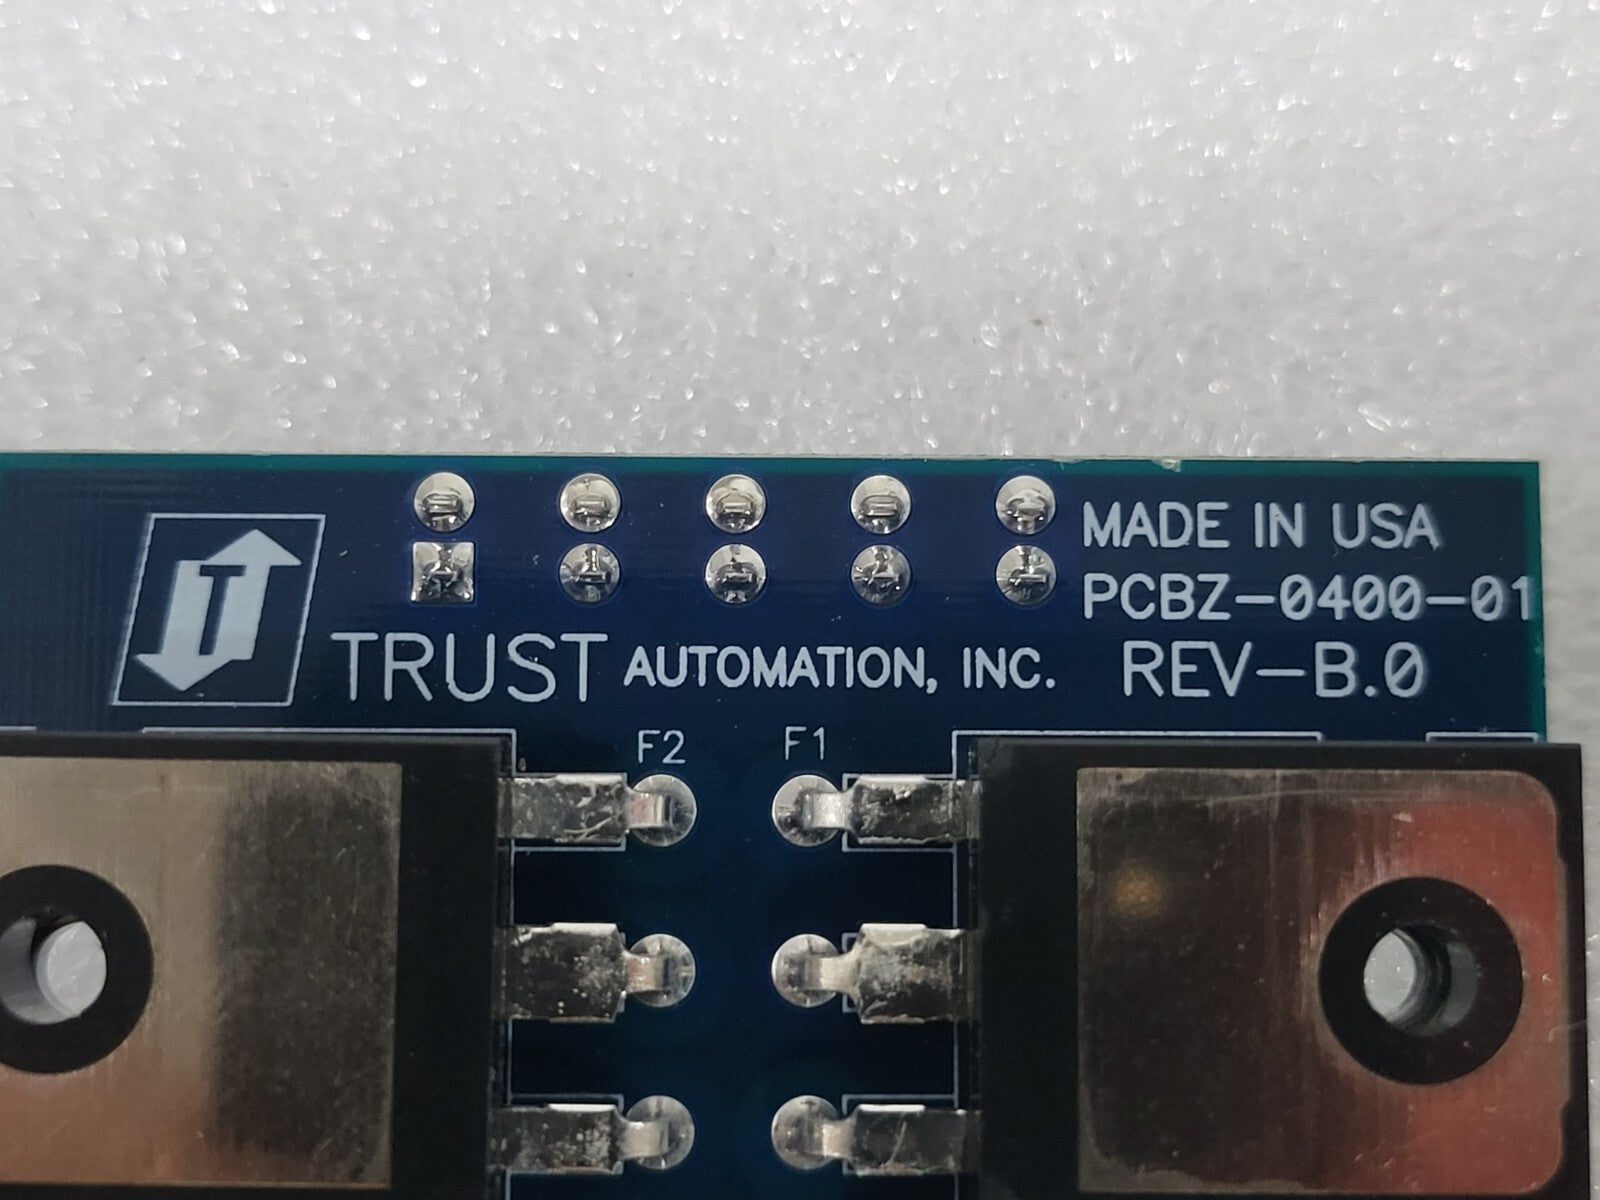 MADE IN USA
PCBZ-0400-01
T
TRUST AUTOMATION, INC. REV-B.0
F2 F1